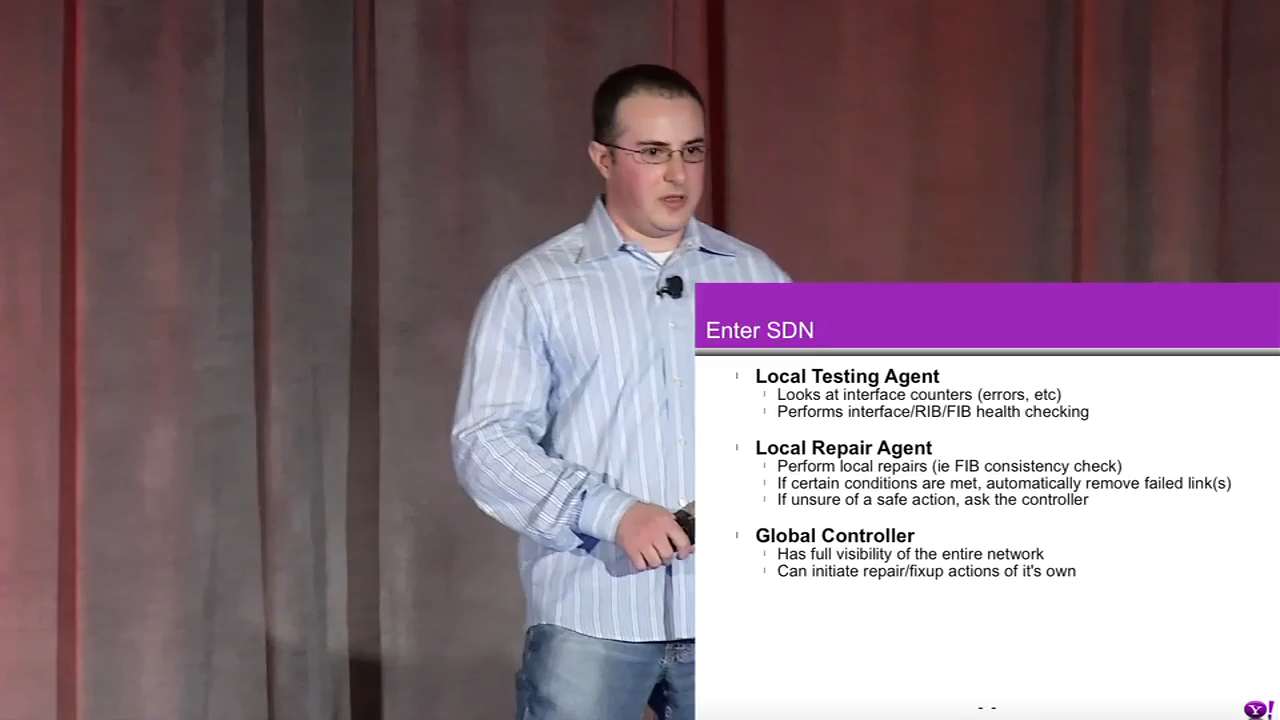 Enter SDN
Local Testing Agent
Looks at interface counters (errors, etc)
Performs interface/RIB/FIB health checking
Local Repair Agent
Perform local repairs (ie FIB consistency check)
If certain conditions are met, automatically remove failed link(s)
If unsure of a safe action, ask the controller
Global Controller
Has full visibility of the entire network
Can initiate repair/fixup actions of it's own
- -
Y!